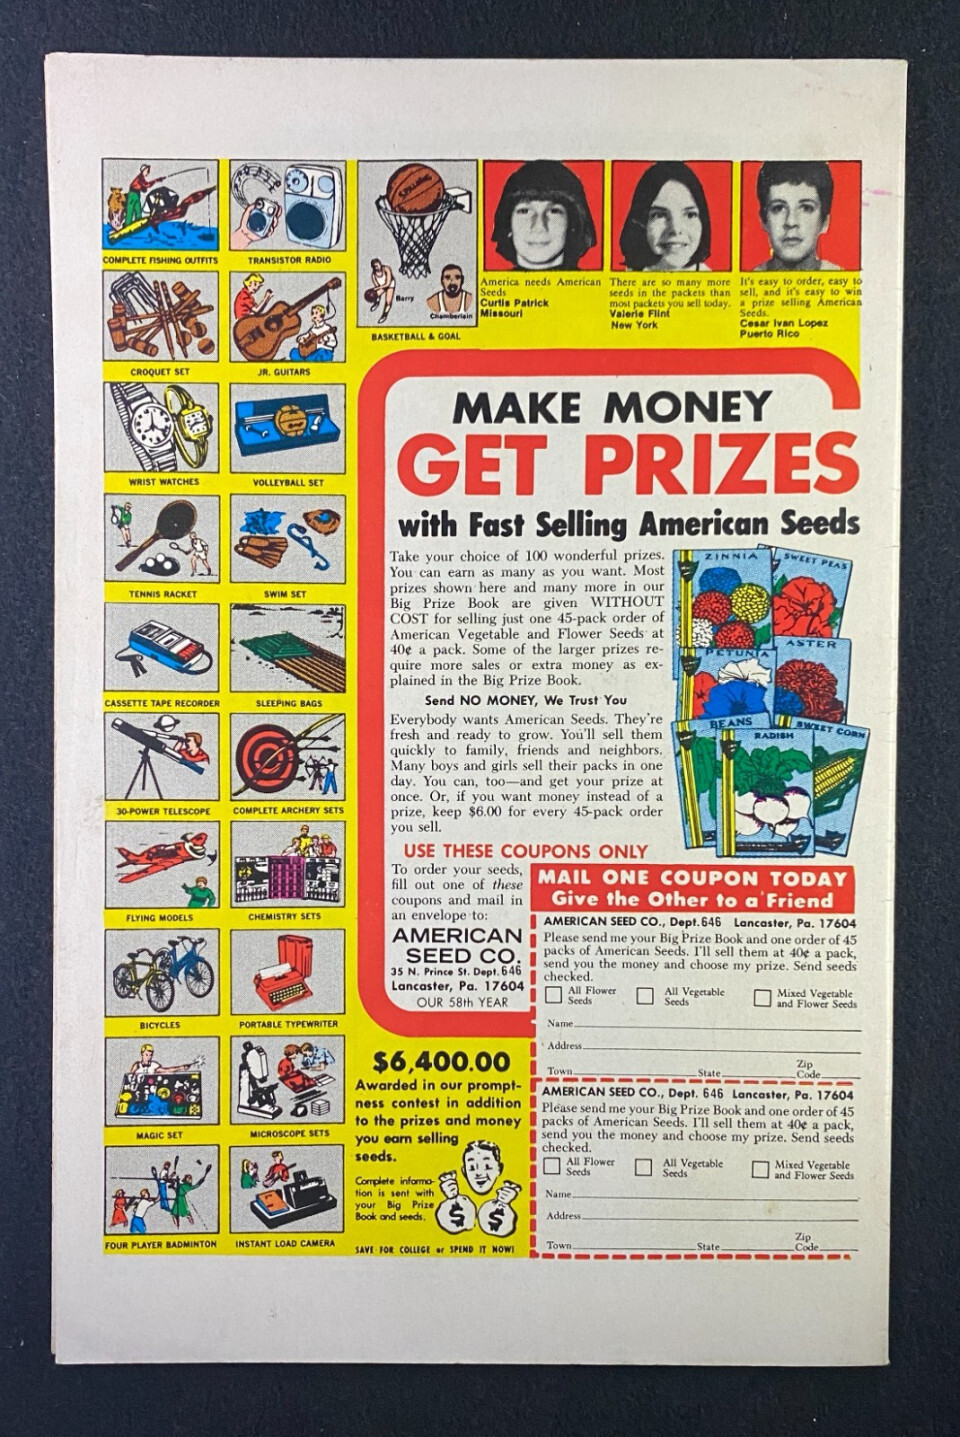 COMPLETE FISHING OUTFITS
TRANSISTOR RADIO
CROQUET SET
JR. GUITARS
WRIST WATCHES
VOLLEYBALL SET
TENNIS RACKET
SWIM SET
CASSETTE TAPE RECORDER
SLEEPING BAGS
30-POWER TELESCOPE
COMPLETE ARCHERY SETS
FLYING MODELS
CHEMISTRY SETS
BICYCLES
PORTABLE TYPEWRITER
MAGIC SET
MICROSCOPE SETS
FOUR PLAYER BADMINTON
INSTANT LOAD CAMERA
SPALDING
Barry
Chamberlain
BASKETBALL & GOAL
America needs American
Seeds
Curtis Patrick
Missouri
There are so many more
seeds in the packets than
most packets you sell today.
Valerie Flint
New York
It's easy to order, easy to
sell, and it's easy to win
a prize selling American
Seeds.
Cesar Ivan Lopez
Puerto Rico
MAKE MONEY
GET PRIZES
with Fast Selling American Seeds
Take your choice of 100 wonderful prizes.
You can earn as many as you want. Most
prizes shown here and many more in our
Big Prize Book are given WITHOUT
COST for selling just one 45-pack order of
American Vegetable and Flower Seeds at
40¢ a pack. Some of the larger prizes re-
quire more sales or extra money as ex-
plained in the Big Prize Book.
Send NO MONEY, We Trust You
Everybody wants American Seeds. They're
fresh and ready to grow. You'll sell them
quickly to family, friends and neighbors.
Many boys and girls sell their packs in one
day. You can, too—and get your prize at
once. Or, if you want money instead of a
prize, keep $6.00 for every 45-pack order
you sell.
ZINNIA
SWEET PEAS
PETUNIA
ASTER
BEANS
RADISH
SWEET CORN
USE THESE COUPONS ONLY
To order your seeds,
fill out one of these
coupons and mail in
an envelope to:
AMERICAN
SEED CO.
35 N. Prince St. Dept. 646
Lancaster, Pa. 17604
OUR 58th YEAR
MAIL ONE COUPON TODAY
Give the Other to a Friend
AMERICAN SEED CO., Dept. 646 Lancaster, Pa. 17604
Please send me your Big Prize Book and one order of 45
packs of American Seeds. I'll sell them at 40¢ a pack,
send you the money and choose my prize. Send seeds
checked.
All Flower
Seeds
All Vegetable
Seeds
Mixed Vegetable
and Flower Seeds
Name
Address
Town State Zip Code
AMERICAN SEED CO., Dept. 646 Lancaster, Pa. 17604
Please send me your Big Prize Book and one order of 45
packs of American Seeds. I'll sell them at 40¢ a pack,
send you the money and choose my prize. Send seeds
checked.
All Flower
Seeds
All Vegetable
Seeds
Mixed Vegetable
and Flower Seeds
Name
Address
Town State Zip Code
$6,400.00
Awarded in our prompt-
ness contest in addition
to the prizes and money
you earn selling
seeds.
Complete informa-
tion is sent with
your Big Prize
Book and seeds.
$ $
SAVE FOR COLLEGE or SPEND IT NOW!